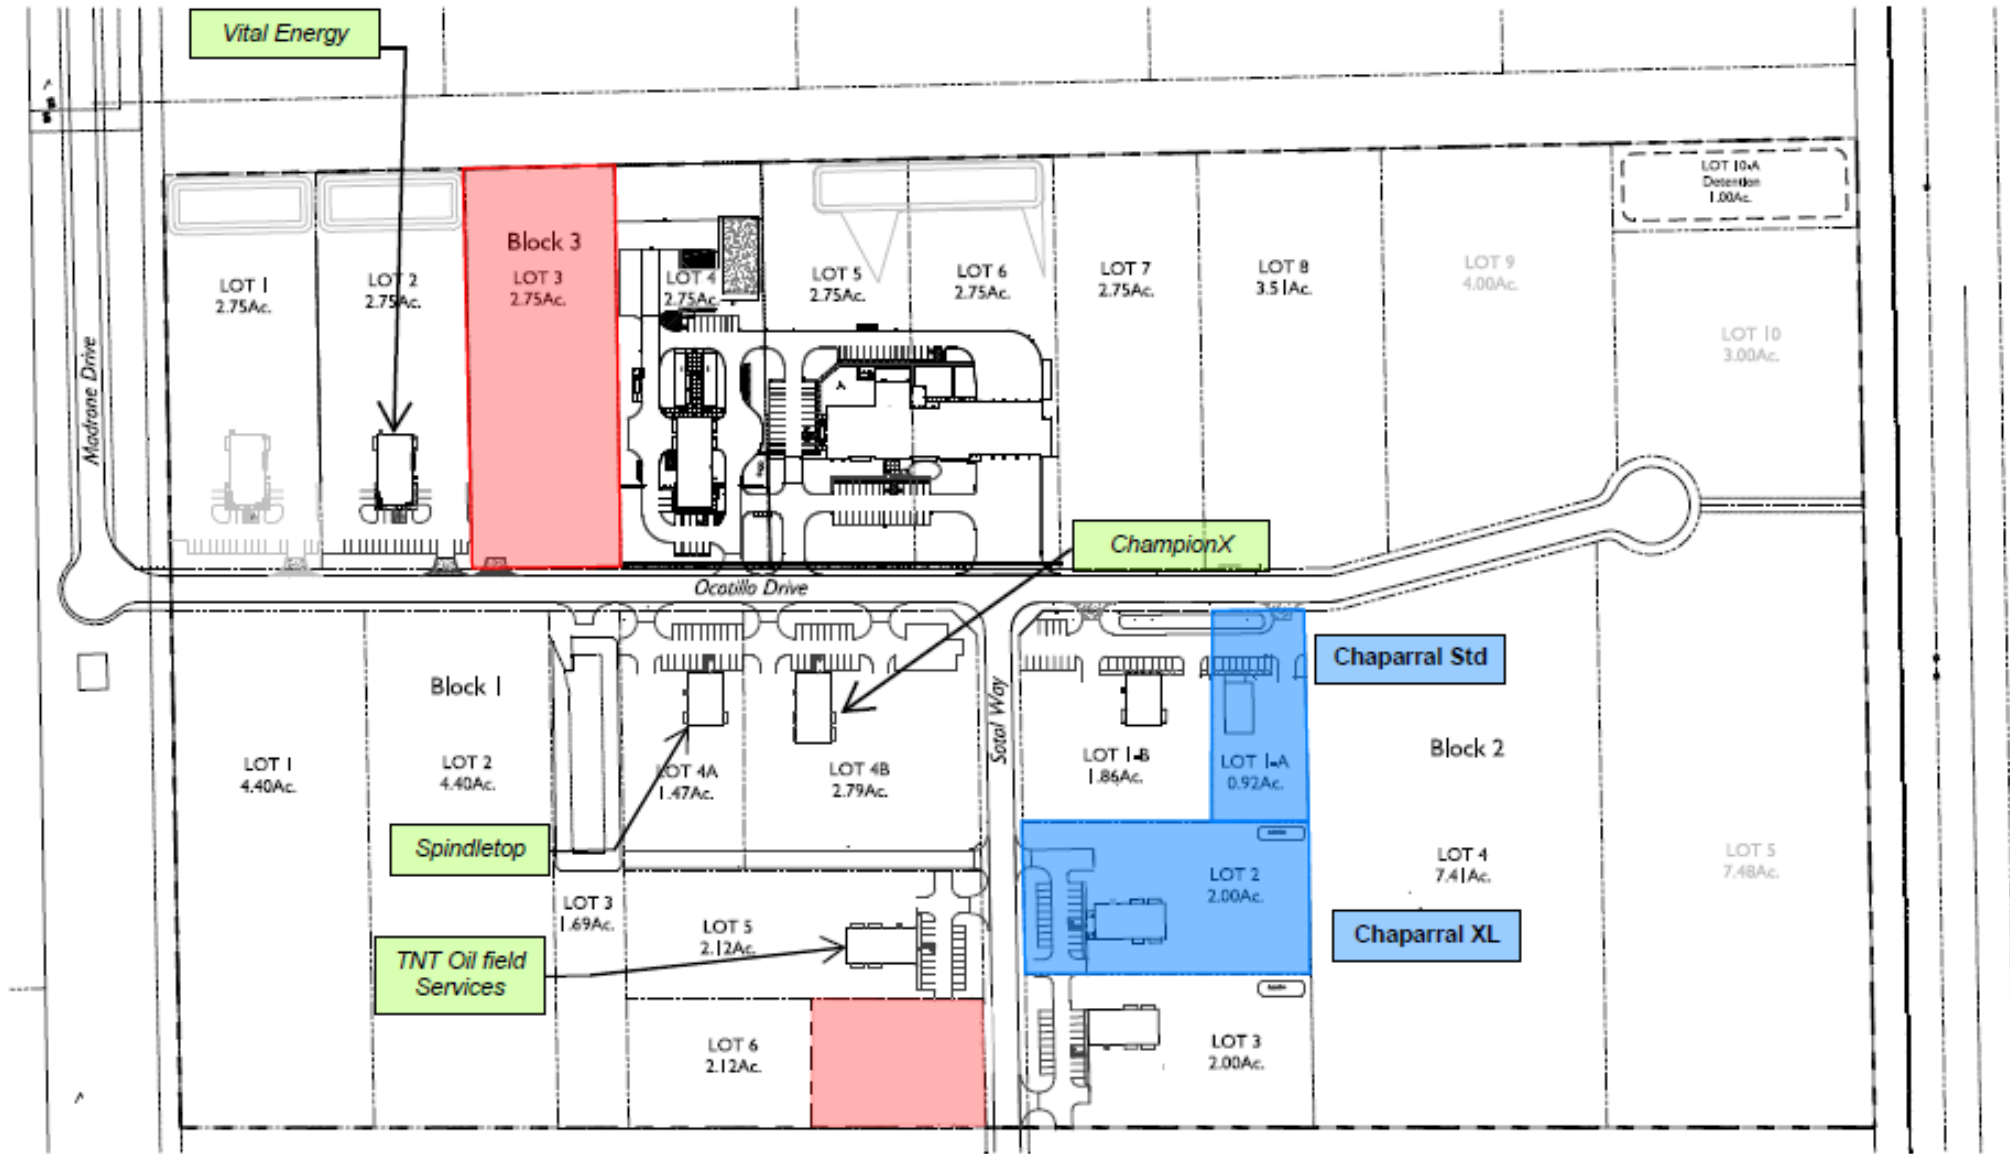 Vital Energy
LOT 10-A
Detention
1.00Ac.
Block 3
LOT 1
2.75Ac.
LOT 2
2.75Ac.
LOT 3
2.75Ac.
LOT 4
2.75Ac.
LOT 5
2.75Ac.
LOT 6
2.75Ac.
LOT 7
2.75Ac.
LOT 8
3.51Ac.
LOT 9
4.00Ac.
LOT 10
3.00Ac.
Madrone Drive
ChampionX
Ocotillo Drive
Sotol Way
Chaparral Std
Block 1
Block 2
LOT 1
4.40Ac.
LOT 2
4.40Ac.
LOT 4A
1.47Ac.
LOT 4B
2.79Ac.
LOT 1-B
1.86Ac.
LOT 1-A
0.92Ac.
Spindletop
LOT 3
1.69Ac.
LOT 5
2.12Ac.
LOT 2
2.00Ac.
LOT 4
7.41Ac.
LOT 5
7.48Ac.
TNT Oil field
Services
Chaparral XL
LOT 6
2.12Ac.
LOT 3
2.00Ac.